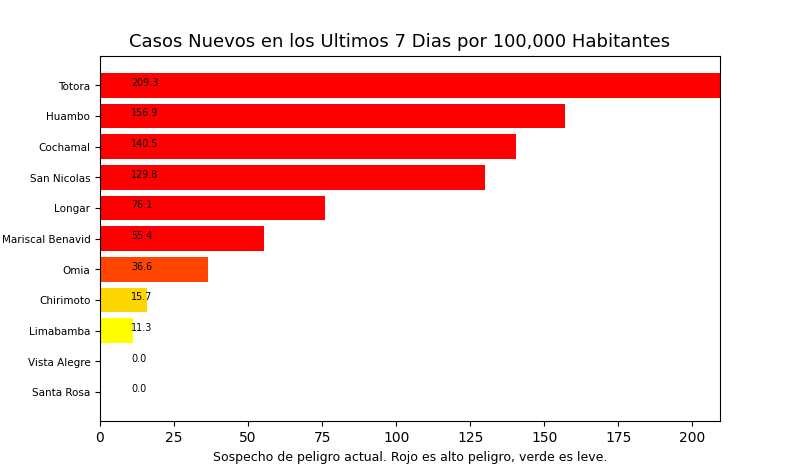 Casos Nuevos en los Ultimos 7 Dias por 100,000 Habitantes
Totora 209.3
Huambo 156.9
Cochamal 140.5
San Nicolas 129.8
Longar 76.1
Mariscal Benavid 55.4
Omia 36.6
Chirimoto 15.7
Limabamba 11.3
Vista Alegre 0.0
Santa Rosa 0.0
0 25 50 75 100 125 150 175 200
Sospecho de peligro actual. Rojo es alto peligro, verde es leve.